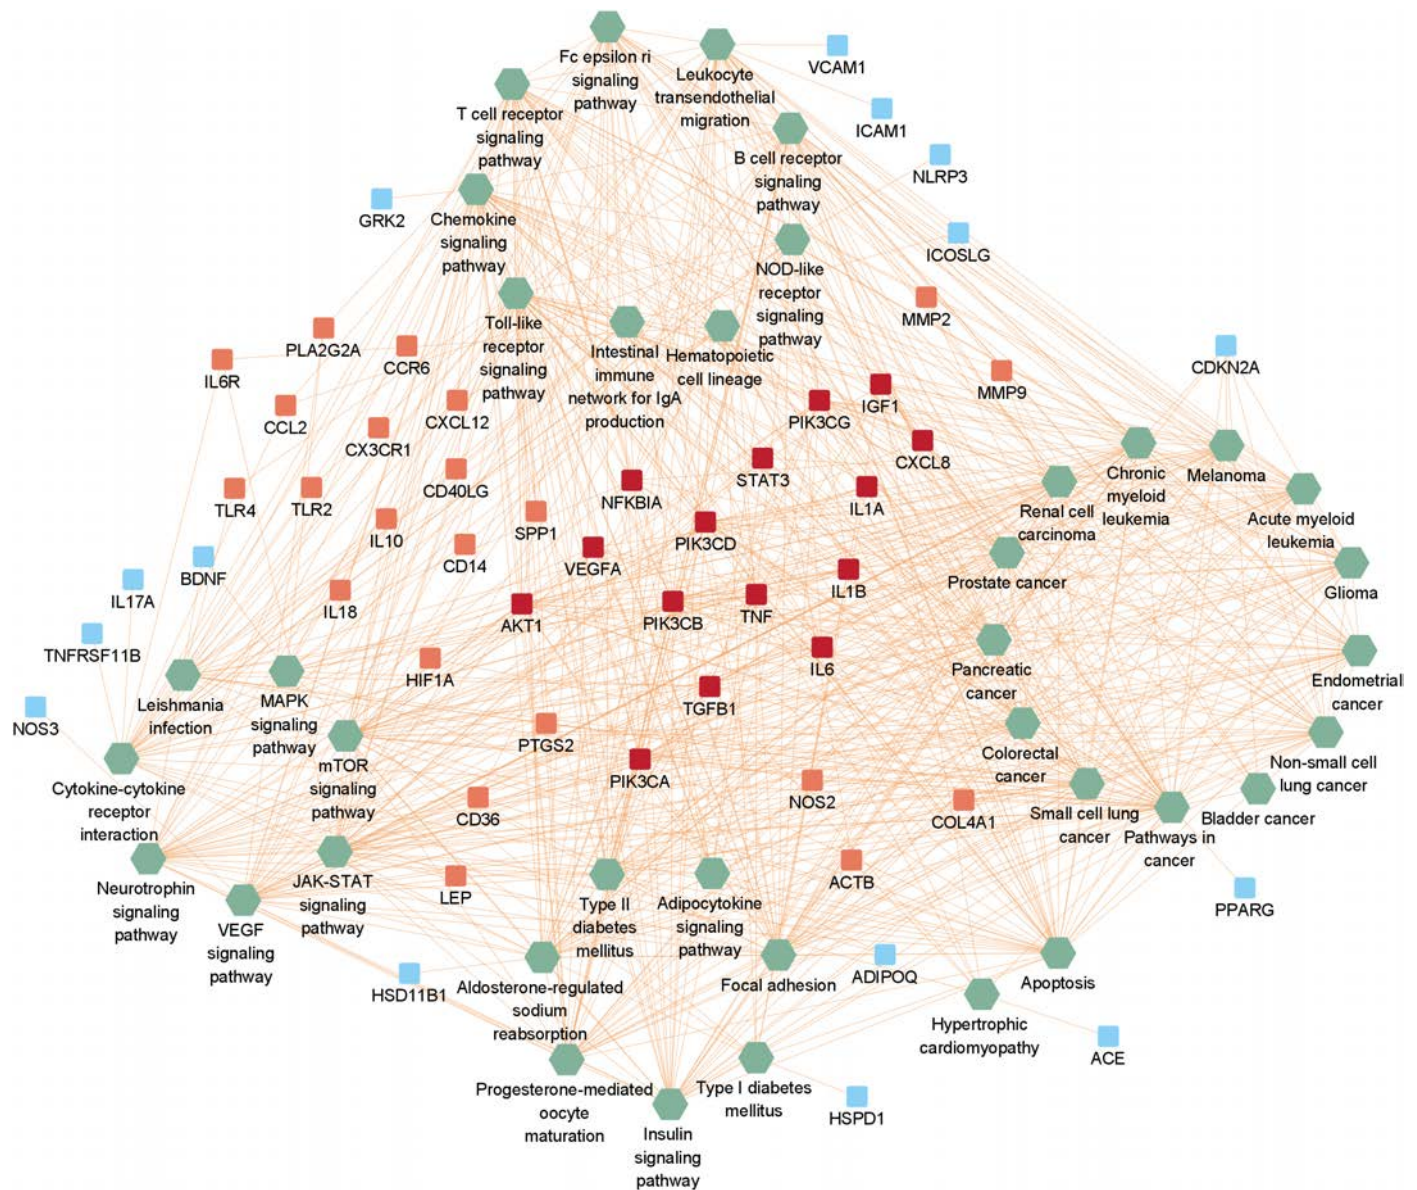 Fc epsilon ri
signaling
pathway
Leukocyte
transendothelial
migration
VCAM1
T cell receptor
signaling
pathway
ICAM1
B cell receptor
signaling
pathway
NLRP3
GRK2
Chemokine
signaling
pathway
ICOSLG
NOD-like
receptor
signaling
pathway
MMP2
Toll-like
receptor
signaling
pathway
Intestinal
immune
network for IgA
production
Hematopoietic
cell lineage
PLA2G2A
CCR6
IL6R
CDKN2A
MMP9
IGF1
PIK3CG
CCL2
CXCL12
CX3CR1
CXCL8
STAT3
Chronic
myeloid
leukemia
Melanoma
CD40LG
NFKBIA
IL1A
Renal cell
carcinoma
Acute myeloid
leukemia
TLR4
TLR2
SPP1
IL10
PIK3CD
CD14
VEGFA
Prostate cancer
BDNF
IL17A
IL18
IL1B
Glioma
AKT1
PIK3CB
TNF
TNFRSF11B
IL6
Pancreatic
cancer
Endometrial
cancer
HIF1A
Leishmania
infection
MAPK
signaling
pathway
TGFB1
NOS3
PTGS2
mTOR
signaling
pathway
Colorectal
cancer
Non-small cell
lung cancer
Cytokine-cytokine
receptor
interaction
PIK3CA
NOS2
COL4A1
Small cell lung
cancer
Bladder cancer
Pathways in
cancer
CD36
Neurotrophin
signaling
pathway
JAK-STAT
signaling
pathway
LEP
Type II
diabetes
mellitus
Adipocytokine
signaling
pathway
ACTB
PPARG
VEGF
signaling
pathway
HSD11B1
Aldosterone-regulated
sodium
reabsorption
Focal adhesion
ADIPOQ
Apoptosis
Hypertrophic
cardiomyopathy
ACE
Progesterone-mediated
oocyte
maturation
Type I diabetes
mellitus
HSPD1
Insulin
signaling
pathway